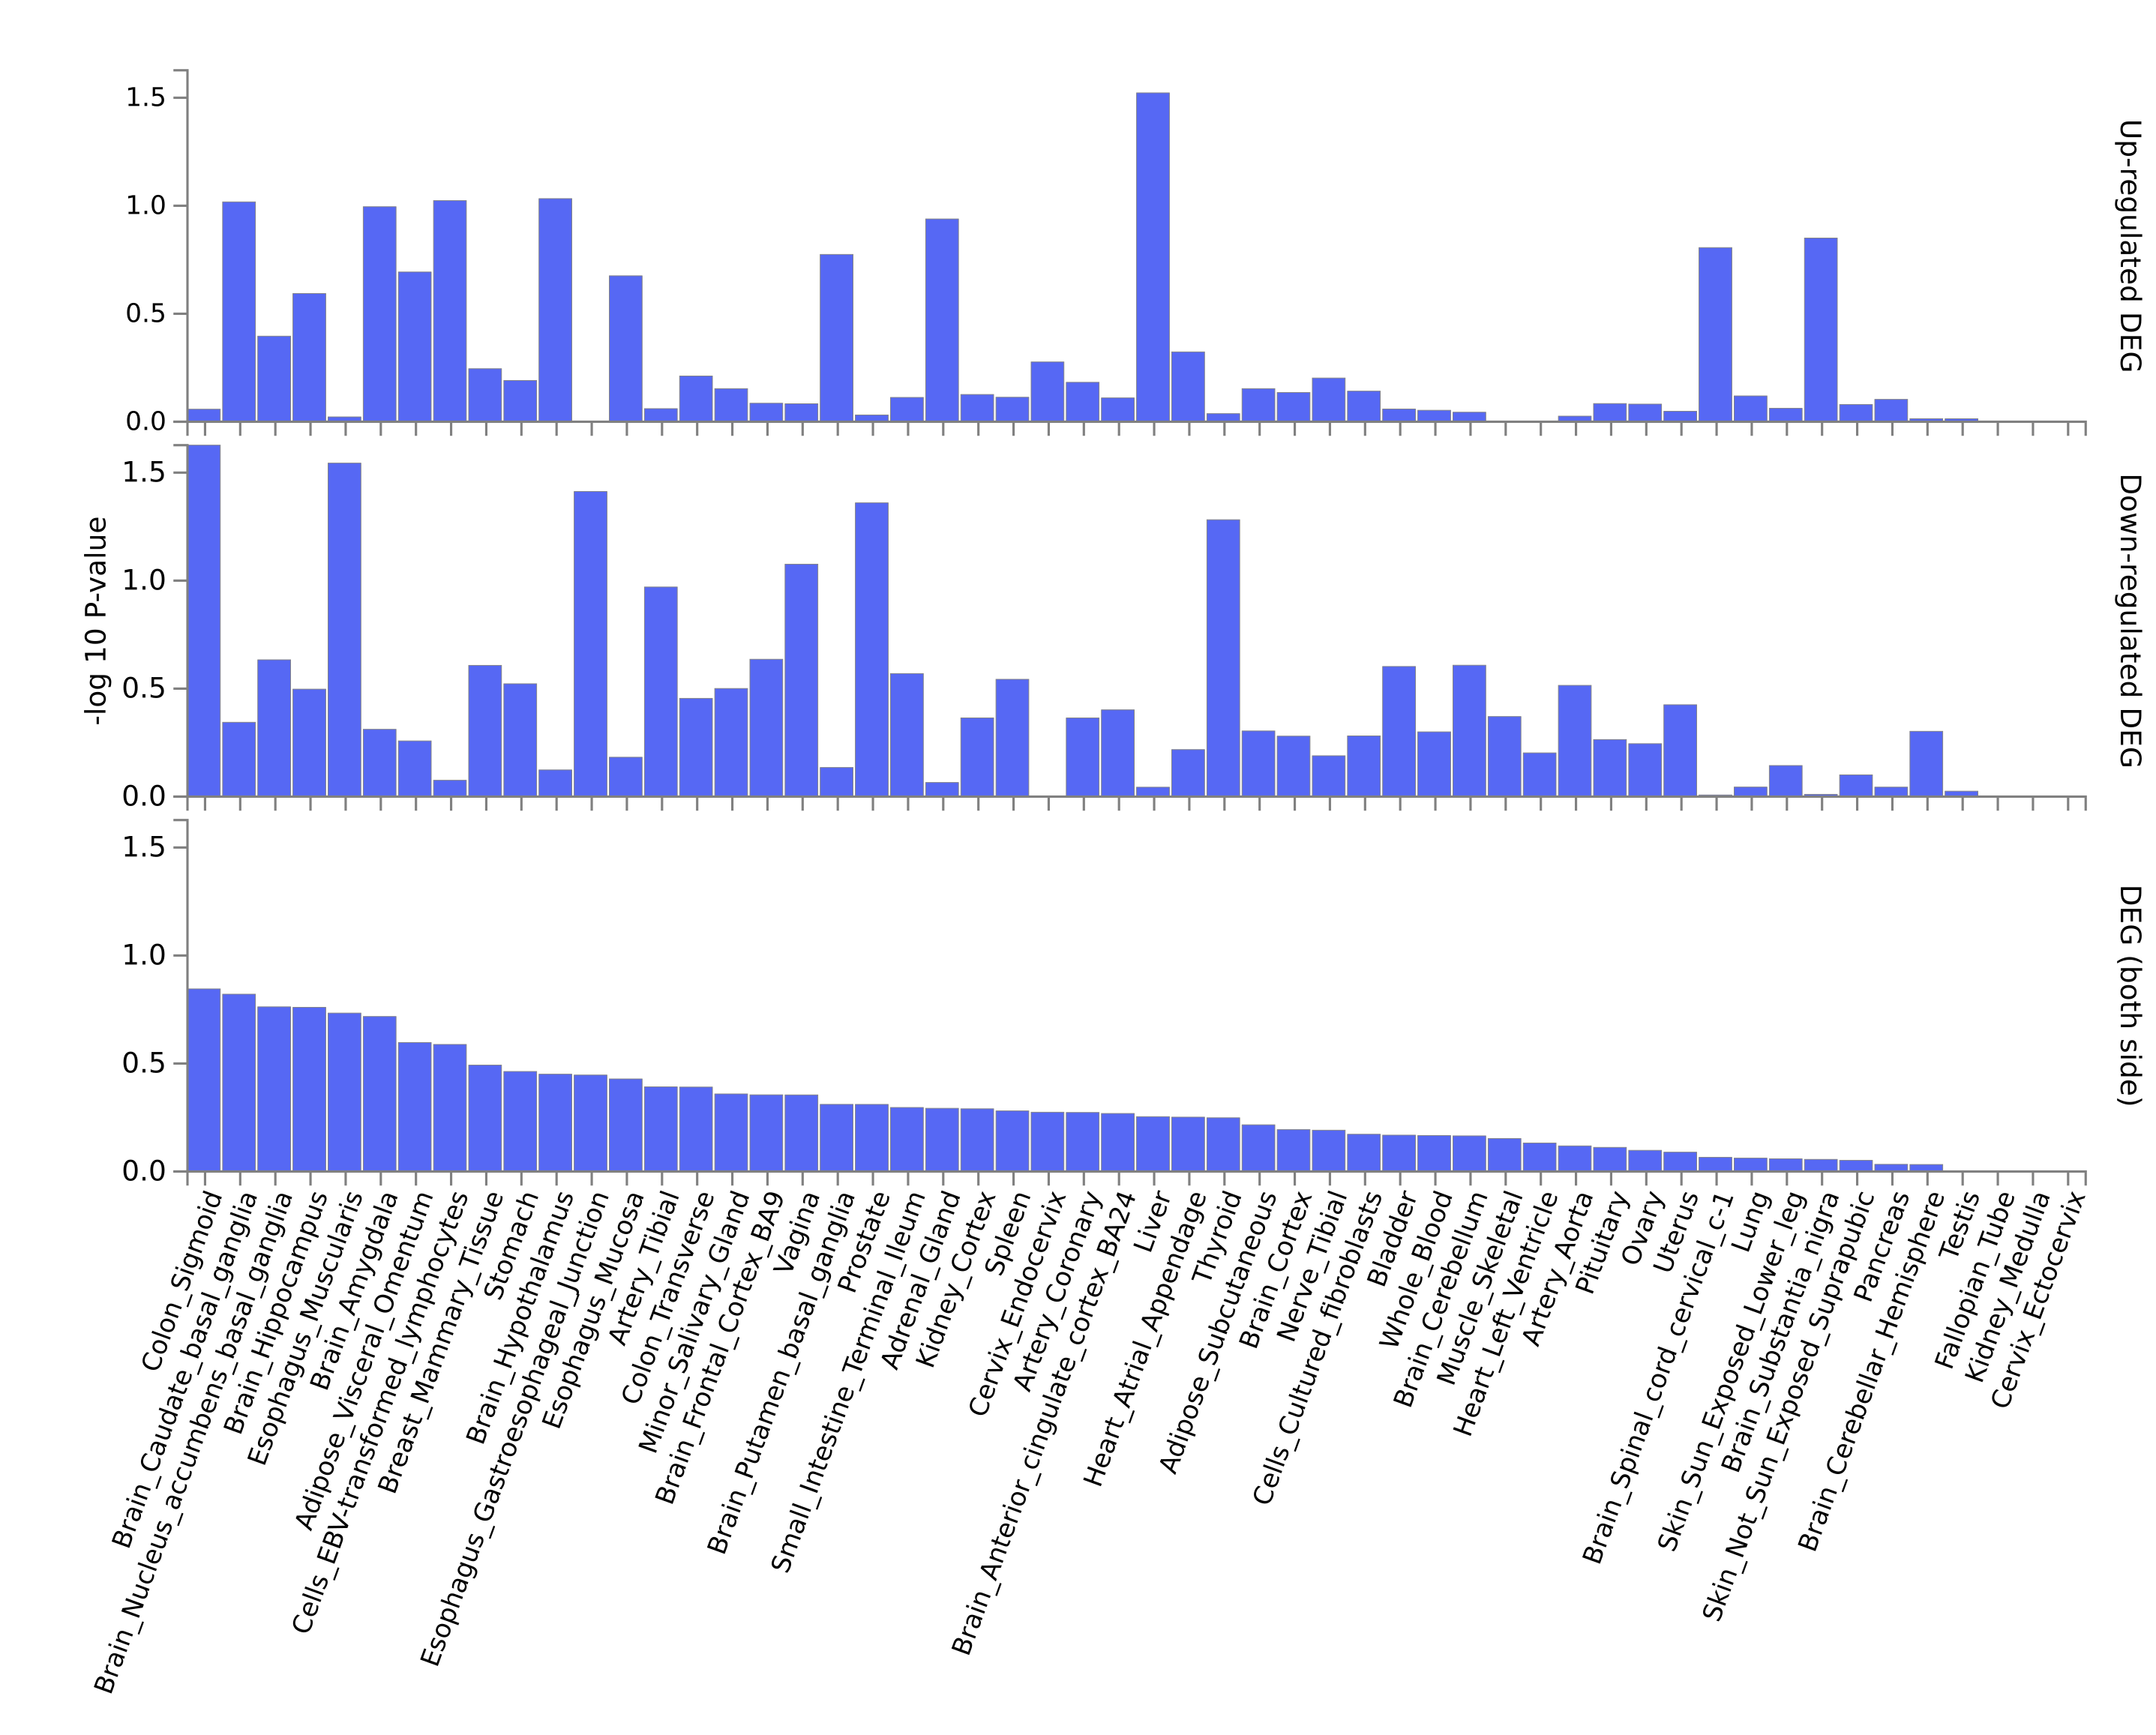 1.5
1.0
0.5
0.0
Up-regulated DEG
-log 10 P-value
1.5
1.0
0.5
0.0
Down-regulated DEG
1.5
1.0
0.5
0.0
DEG (both side)
Colon_Sigmoid
Brain_Caudate_basal_ganglia
Brain_Nucleus_accumbens_basal_ganglia
Brain_Hippocampus
Esophagus_Muscularis
Brain_Amygdala
Adipose_Visceral_Omentum
Cells_EBV-transformed_lymphocytes
Breast_Mammary_Tissue
Stomach
Brain_Hypothalamus
Esophagus_Gastroesophageal_Junction
Esophagus_Mucosa
Artery_Tibial
Colon_Transverse
Minor_Salivary_Gland
Brain_Frontal_Cortex_BA9
Vagina
Brain_Putamen_basal_ganglia
Prostate
Small_Intestine_Terminal_Ileum
Adrenal_Gland
Kidney_Cortex
Spleen
Cervix_Endocervix
Artery_Coronary
Brain_Anterior_cingulate_cortex_BA24
Liver
Heart_Atrial_Appendage
Thyroid
Adipose_Subcutaneous
Brain_Cortex
Nerve_Tibial
Cells_Cultured_fibroblasts
Bladder
Whole_Blood
Brain_Cerebellum
Muscle_Skeletal
Heart_Left_Ventricle
Artery_Aorta
Pituitary
Ovary
Uterus
Brain_Spinal_cord_cervical_c-1
Lung
Skin_Sun_Exposed_Lower_leg
Brain_Substantia_nigra
Skin_Not_Sun_Exposed_Suprapubic
Pancreas
Brain_Cerebellar_Hemisphere
Testis
Fallopian_Tube
Kidney_Medulla
Cervix_Ectocervix